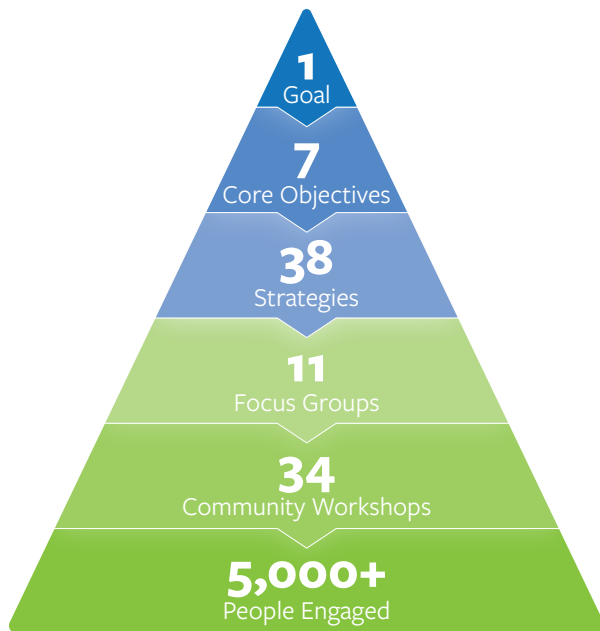 1
Goal
7
Core Objectives
38
Strategies
11
Focus Groups
34
Community Workshops
5,000+
People Engaged